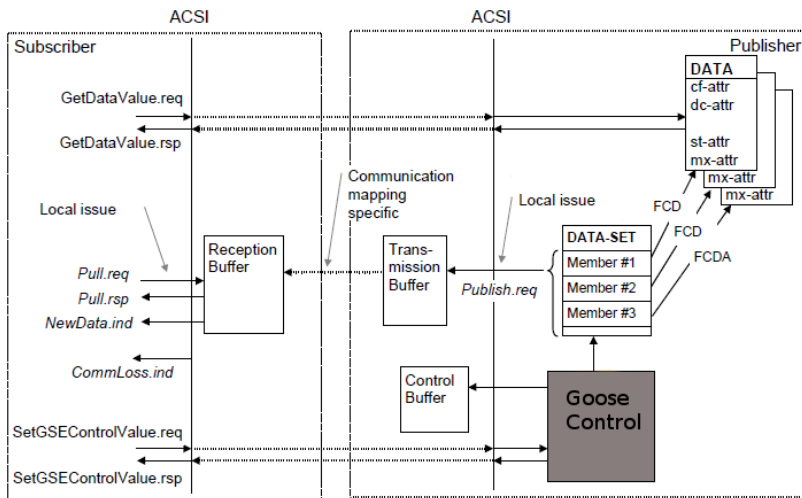 ACSI
ACSI
Subscriber
Publisher
DATA
cf-attr
dc-attr
st-attr
mx-attr
mx-attr
mx-attr
GetDataValue.req
GetDataValue.rsp
Communication
mapping
specific
Local issue
Local issue
FCD
FCD
FCDA
Reception
Buffer
Trans-
mission
Buffer
DATA-SET
Member #1
Member #2
Member #3
Pull.req
Pull.rsp
NewData.ind
Publish.req
CommLoss.ind
Control
Buffer
Goose
Control
SetGSEControlValue.req
SetGSEControlValue.rsp